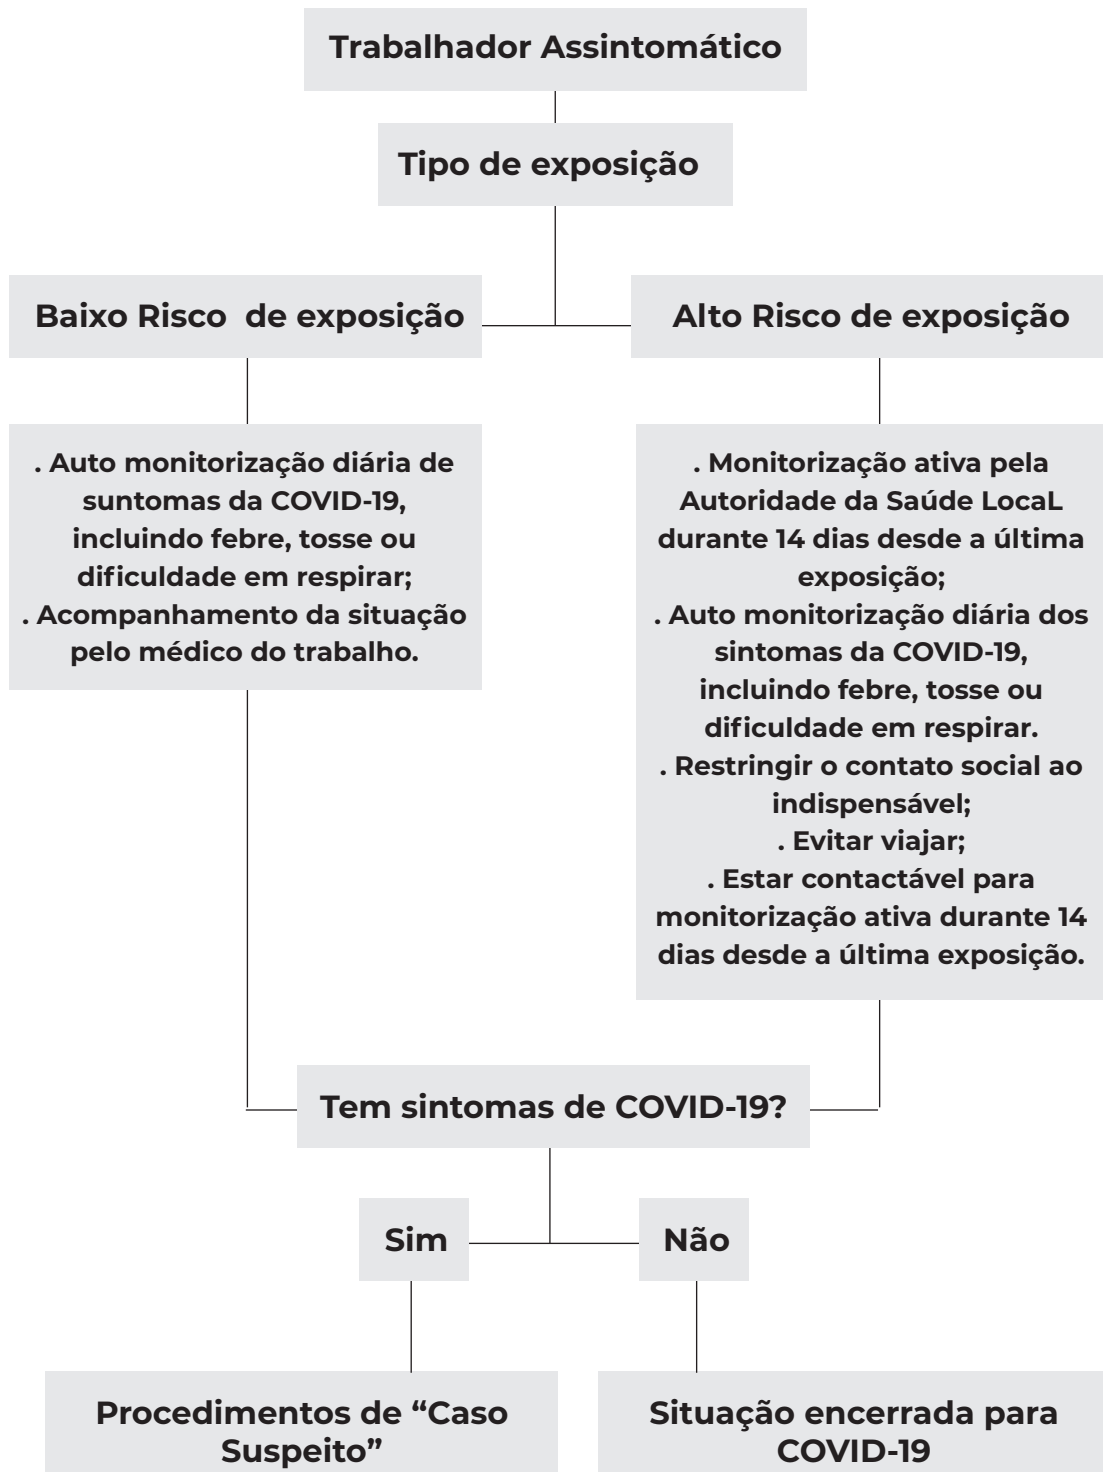 Trabalhador Assintomático
Tipo de exposição
Baixo Risco de exposição
Alto Risco de exposição
. Auto monitorização diária de
suntomas da COVID-19,
incluindo febre, tosse ou
dificuldade em respirar;
. Acompanhamento da situação
pelo médico do trabalho.
. Monitorização ativa pela
Autoridade da Saúde LocaL
durante 14 dias desde a última
exposição;
. Auto monitorização diária dos
sintomas da COVID-19,
incluindo febre, tosse ou
dificuldade em respirar.
. Restringir o contato social ao
indispensável;
. Evitar viajar;
. Estar contactável para
monitorização ativa durante 14
dias desde a última exposição.
Tem sintomas de COVID-19?
Sim
Não
Procedimentos de “Caso
Suspeito”
Situação encerrada para
COVID-19